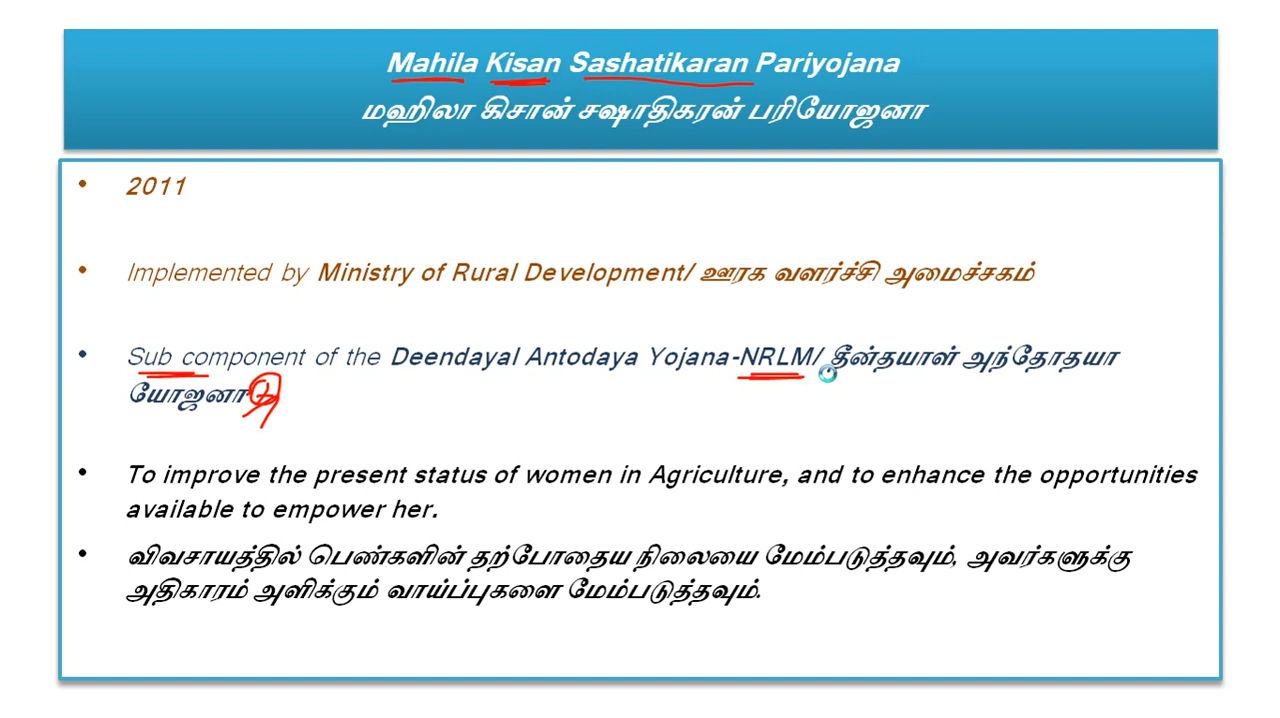 Mahila Kisan Sashatikaran Pariyojana
மஹிலா கிசான் சஷாதிகரன் பரியோஜனா
• 2011
• Implemented by Ministry of Rural Development/ ஊரக வளர்ச்சி அமைச்சகம்
• Sub component of the Deendayal Antodaya Yojana-NRLM/ தீன்தயாள் அந்தோதயா
யோஜனா
• To improve the present status of women in Agriculture, and to enhance the opportunities
available to empower her.
• விவசாயத்தில் பெண்களின் தற்போதைய நிலையை மேம்படுத்தவும், அவர்களுக்கு
அதிகாரம் அளிக்கும் வாய்ப்புகளை மேம்படுத்தவும்.